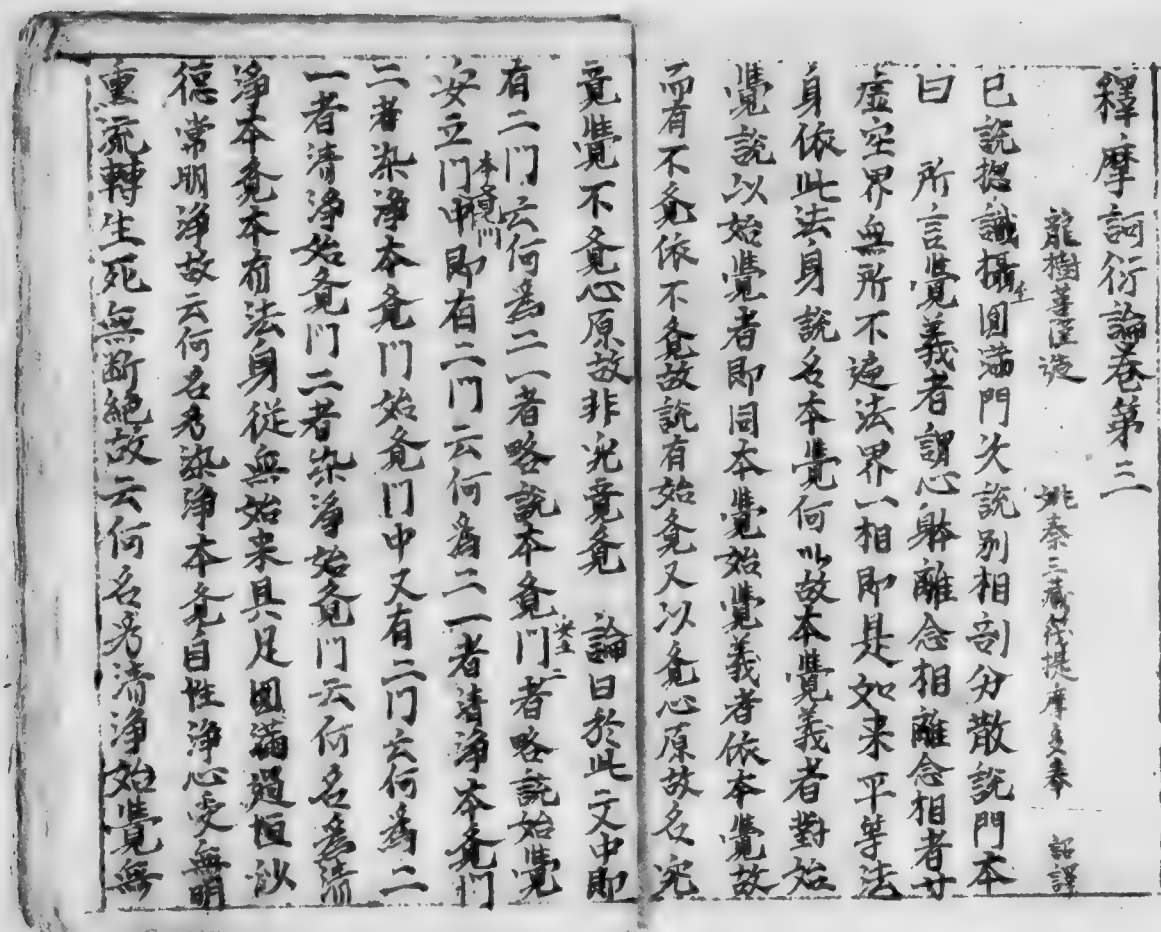 釋摩訶衍論卷第三
龍樹菩薩造　姚秦三藏筏提摩多奉　詔譯
已說揔識攝生圓滿門次說別相剖分散說門本
曰　所言覺義者謂心體離念相離念相者等
虛空界無所不遍法界一相即是如来平等法
身依此法身說名本覺何以故本覺義者對始
覺說以始覺者即同本覺始覺義者依本覺故
而有不覺依不覺故說有始覺又以覺心原故名究
竟覺不覺心原故非究竟覺　論曰於此文中即
有二門云何為二一者略說本覺安立門二者略説始覺
安立門本覺門中即有二門云何為二一者清淨本覺門
二者染淨本覺門始覺門中又有二門云何為二
一者清淨始覺門二者染淨始覺門云何名為清
淨本覺本有法身從無始来具足圓滿過恒沙
德常明淨故云何名为染淨本覺自性淨心受無明
熏流轉生死無断絕故云何名为清淨始覺無